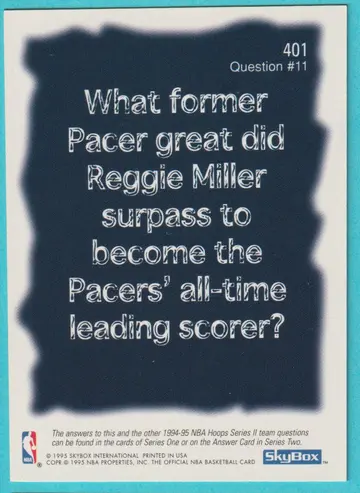 401
Question #11
What former
Pacer great did
Reggie Miller
surpass to
become the
Pacers' all-time
leading scorer?
The answers to this and the other 1994-95 NBA Hoops Series II team questions
can be found in the cards of Series One or on the Answer Card in Series Two.
© 1995 SKYBOX INTERNATIONAL PRINTED IN USA
COPR © 1995 NBA PROPERTIES, INC. THE OFFICIAL NBA BASKETBALL CARD
NBA
®
SkyBox™